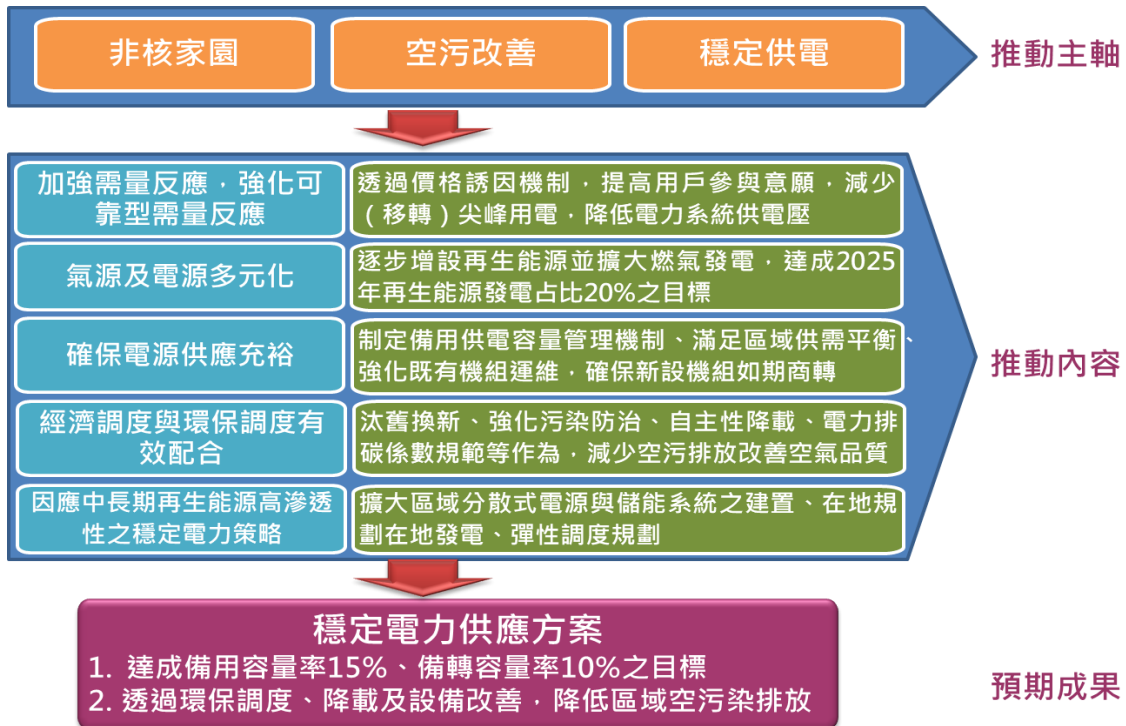 非核家園
空污改善
穩定供電
推動主軸
加強需量反應，強化可
靠型需量反應
透過價格誘因機制，提高用戶參與意願，減少
（移轉）尖峰用電，降低電力系統供電壓
氣源及電源多元化
逐步增設再生能源並擴大燃氣發電，達成2025
年再生能源發電占比20%之目標
確保電源供應充裕
制定備用供電容量管理機制、滿足區域供需平衡、
強化既有機組運維，確保新設機組如期商轉
推動內容
經濟調度與環保調度有
效配合
汰舊換新、強化污染防治、自主性降載、電力排
碳係數規範等作為，減少空污排放改善空氣品質
因應中長期再生能源高滲透
性之穩定電力策略
擴大區域分散式電源與儲能系統之建置、在地規
劃在地發電、彈性調度規劃
穩定電力供應方案
1. 達成備用容量率15%、備轉容量率10%之目標
2. 透過環保調度、降載及設備改善，降低區域空污染排放
預期成果